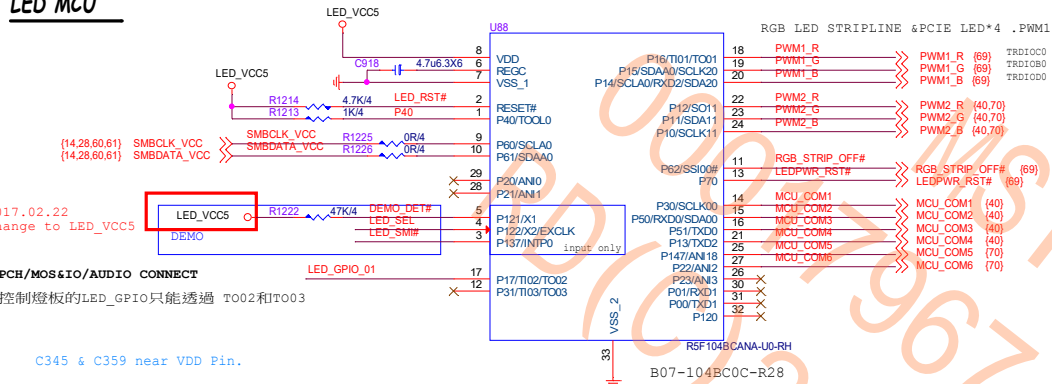 LED MCU
LED_VCC5
U88
RGB LED STRIPLINE &PCIE LED*4 .PWM1
C918 4.7u6.3X6
8 VDD
6 REGC
7 VSS_1
P16/TI01/TO01 18 PWM1_R PWM1_R {69} TRDIOC0
P15/SDAA0/SCLK20 19 PWM1_G PWM1_G {69} TRDIOB0
P14/SCLA0/RXD2/SDA20 20 PWM1_B PWM1_B {69} TRDIOD0
LED_VCC5
R1214 4.7K/4 LED_RST# 2 RESET#
R1213 1K/4 P40 1 P40/TOOL0
P12/SO11 22 PWM2_R PWM2_R {40,70}
P11/SDA11 23 PWM2_G PWM2_G {40,70}
P10/SCLK11 24 PWM2_B PWM2_B {40,70}
{14,28,60,61} SMBCLK_VCC SMBCLK_VCC R1225 0R/4 9 P60/SCLA0
{14,28,60,61} SMBDATA_VCC SMBDATA_VCC R1226 0R/4 10 P61/SDAA0
P62/SSI00# 11 RGB_STRIP_OFF# RGB_STRIP_OFF# {69}
P70 13 LEDPWR_RST# LEDPWR_RST# {69}
29 P20/ANI0
28 P21/ANI1
017.02.22
hange to LED_VCC5
LED_VCC5 R1222 47K/4 DEMO_DET# 5 P121/X1
LED_SEL 4 P122/X2/EXCLK
LED_SMI# 3 P137/INTP0
DEMO
input only
P30/SCLK00 14 MCU_COM1 MCU_COM1 {40}
P50/RXD0/SDA00 15 MCU_COM2 MCU_COM2 {40}
P51/TXD0 16 MCU_COM3 MCU_COM3 {40}
P13/TXD2 21 MCU_COM4 MCU_COM4 {40}
P147/ANI18 25 MCU_COM5 MCU_COM5 {70}
P22/ANI2 27 MCU_COM6 MCU_COM6 {70}
P23/ANI3 26
P01/RXD1 30
P00/TXD1 31
P120 32
PCH/MOS&IO/AUDIO CONNECT
LED_GPIO_01 17 P17/TI02/TO02
12 P31/TI03/TO03
控制燈板的LED_GPIO只能透過 TO02和TO03
VSS_2
33
R5F104BCANA-U0-RH
B07-104BC0C-R28
C345 & C359 near VDD Pin.